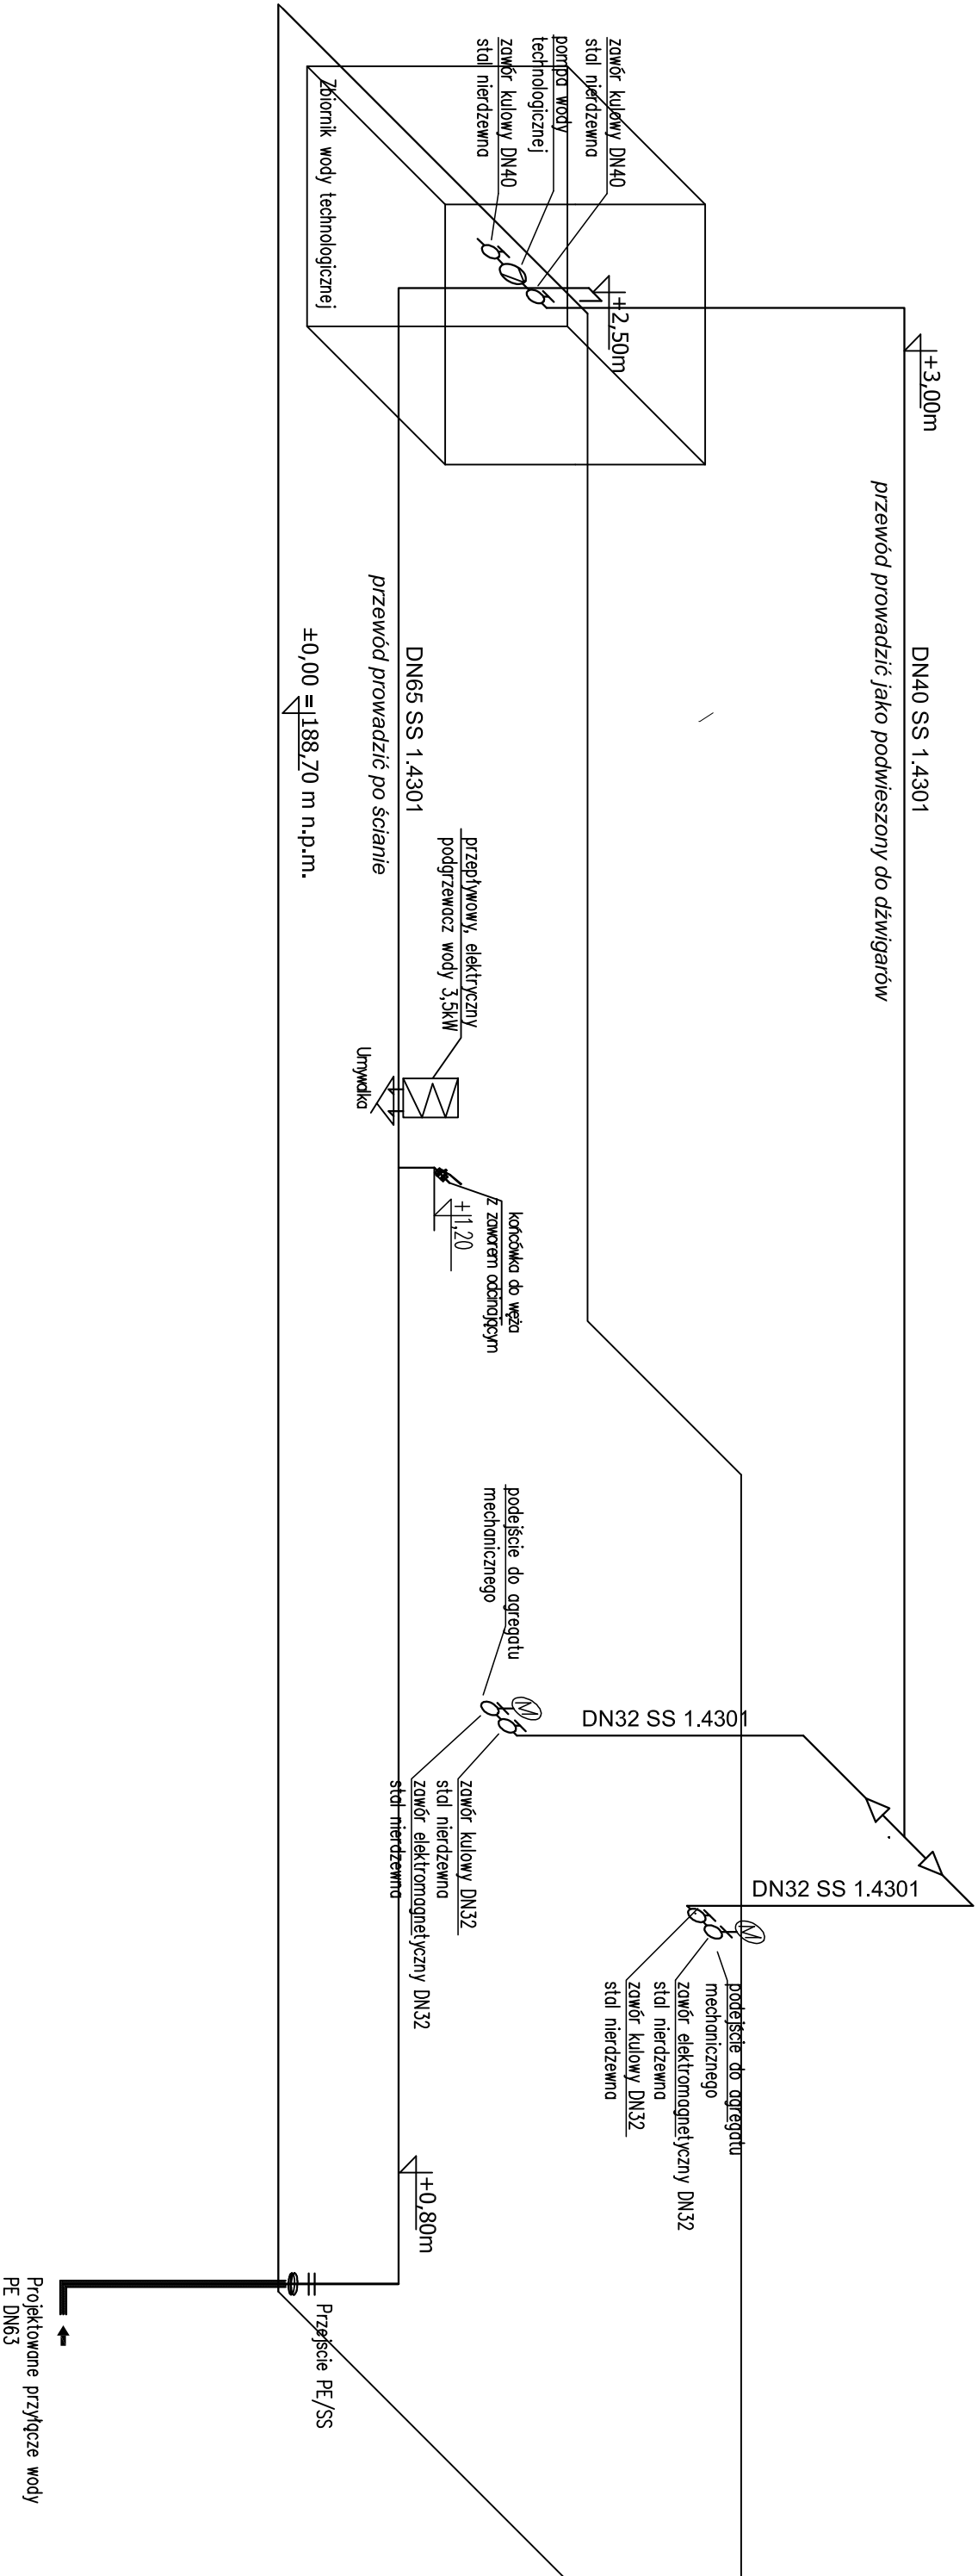 zawór kulowy DN40
stal nierdzewna
pompa wody
technologicznej
zawór kulowy DN40
stal nierdzewna
Zbiornik wody technologicznej
+2,50m
+3,00m
przewód prowadzić jako podwieszony do dźwigarów
DN40 SS 1.4301
DN65 SS 1.4301
przewód prowadzić po ścianie
±0,00 = 188,70 m n.p.m.
przepływowy, elektryczny
podgrzewacz wody 3,5kW
Umywalka
końcówka do węża
z zaworem odcinającym
+1,20
podejście do agregatu
mechanicznego
M
DN32 SS 1.4301
zawór kulowy DN32
stal nierdzewna
zawór elektromagnetyczny DN32
stal nierdzewna
DN32 SS 1.4301
M
podejście do agregatu
mechanicznego
zawór elektromagnetyczny DN32
stal nierdzewna
zawór kulowy DN32
stal nierdzewna
+0,80m
Przejście PE/SS
Projektowane przyłącze wody
PE DN63